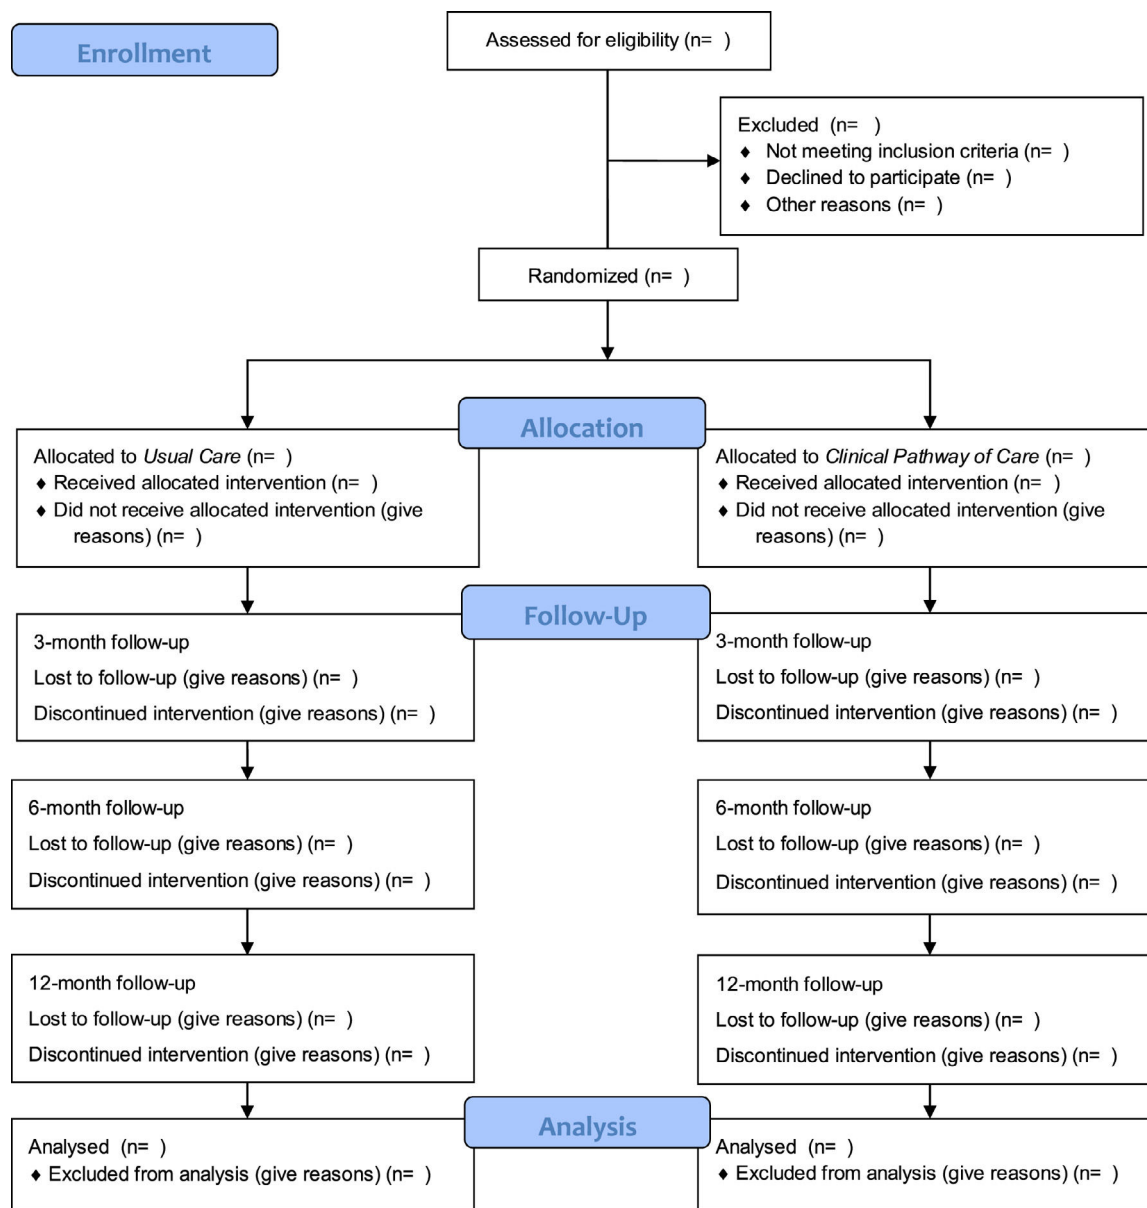 Enrollment
Assessed for eligibility (n=  )
Excluded  (n=  )
♦ Not meeting inclusion criteria (n=  )
♦ Declined to participate (n=  )
♦ Other reasons (n=  )
Randomized (n=  )
Allocation
Allocated to Usual Care (n=  )
♦ Received allocated intervention (n=  )
♦ Did not receive allocated intervention (give
reasons) (n=  )
Allocated to Clinical Pathway of Care (n=  )
♦ Received allocated intervention (n=  )
♦ Did not receive allocated intervention (give
reasons) (n=  )
Follow-Up
3-month follow-up
Lost to follow-up (give reasons) (n=  )
Discontinued intervention (give reasons) (n=  )
3-month follow-up
Lost to follow-up (give reasons) (n=  )
Discontinued intervention (give reasons) (n=  )
6-month follow-up
Lost to follow-up (give reasons) (n=  )
Discontinued intervention (give reasons) (n=  )
6-month follow-up
Lost to follow-up (give reasons) (n=  )
Discontinued intervention (give reasons) (n=  )
12-month follow-up
Lost to follow-up (give reasons) (n=  )
Discontinued intervention (give reasons) (n=  )
12-month follow-up
Lost to follow-up (give reasons) (n=  )
Discontinued intervention (give reasons) (n=  )
Analysis
Analysed  (n=  )
♦ Excluded from analysis (give reasons) (n=  )
Analysed  (n=  )
♦ Excluded from analysis (give reasons) (n=  )